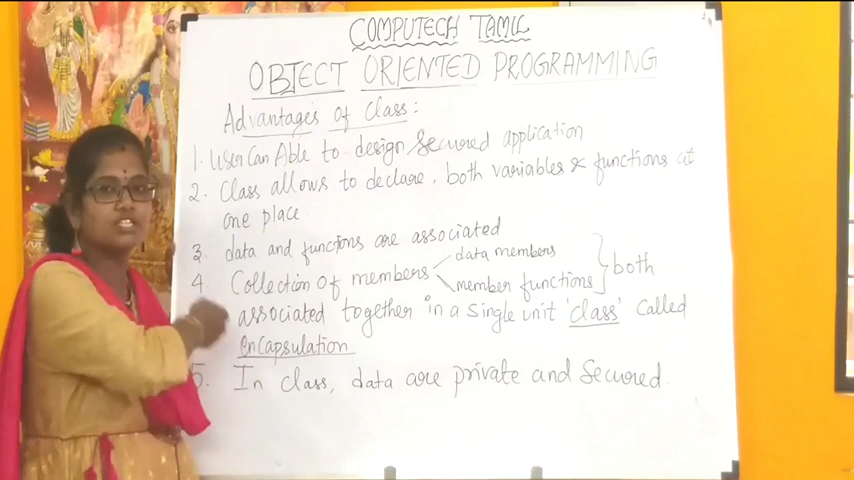 COMPUTECH TAMIL
OBJECT ORIENTED PROGRAMMING
Advantages of class:
1. User Can Able to design secured application
2. Class allows to declare, both variables & functions at
one place
3. data and functions are associated
4. Collection of members data members
member functions } both
associated together in a single unit 'class' called
encapsulation
5. In class, data are private and secured.